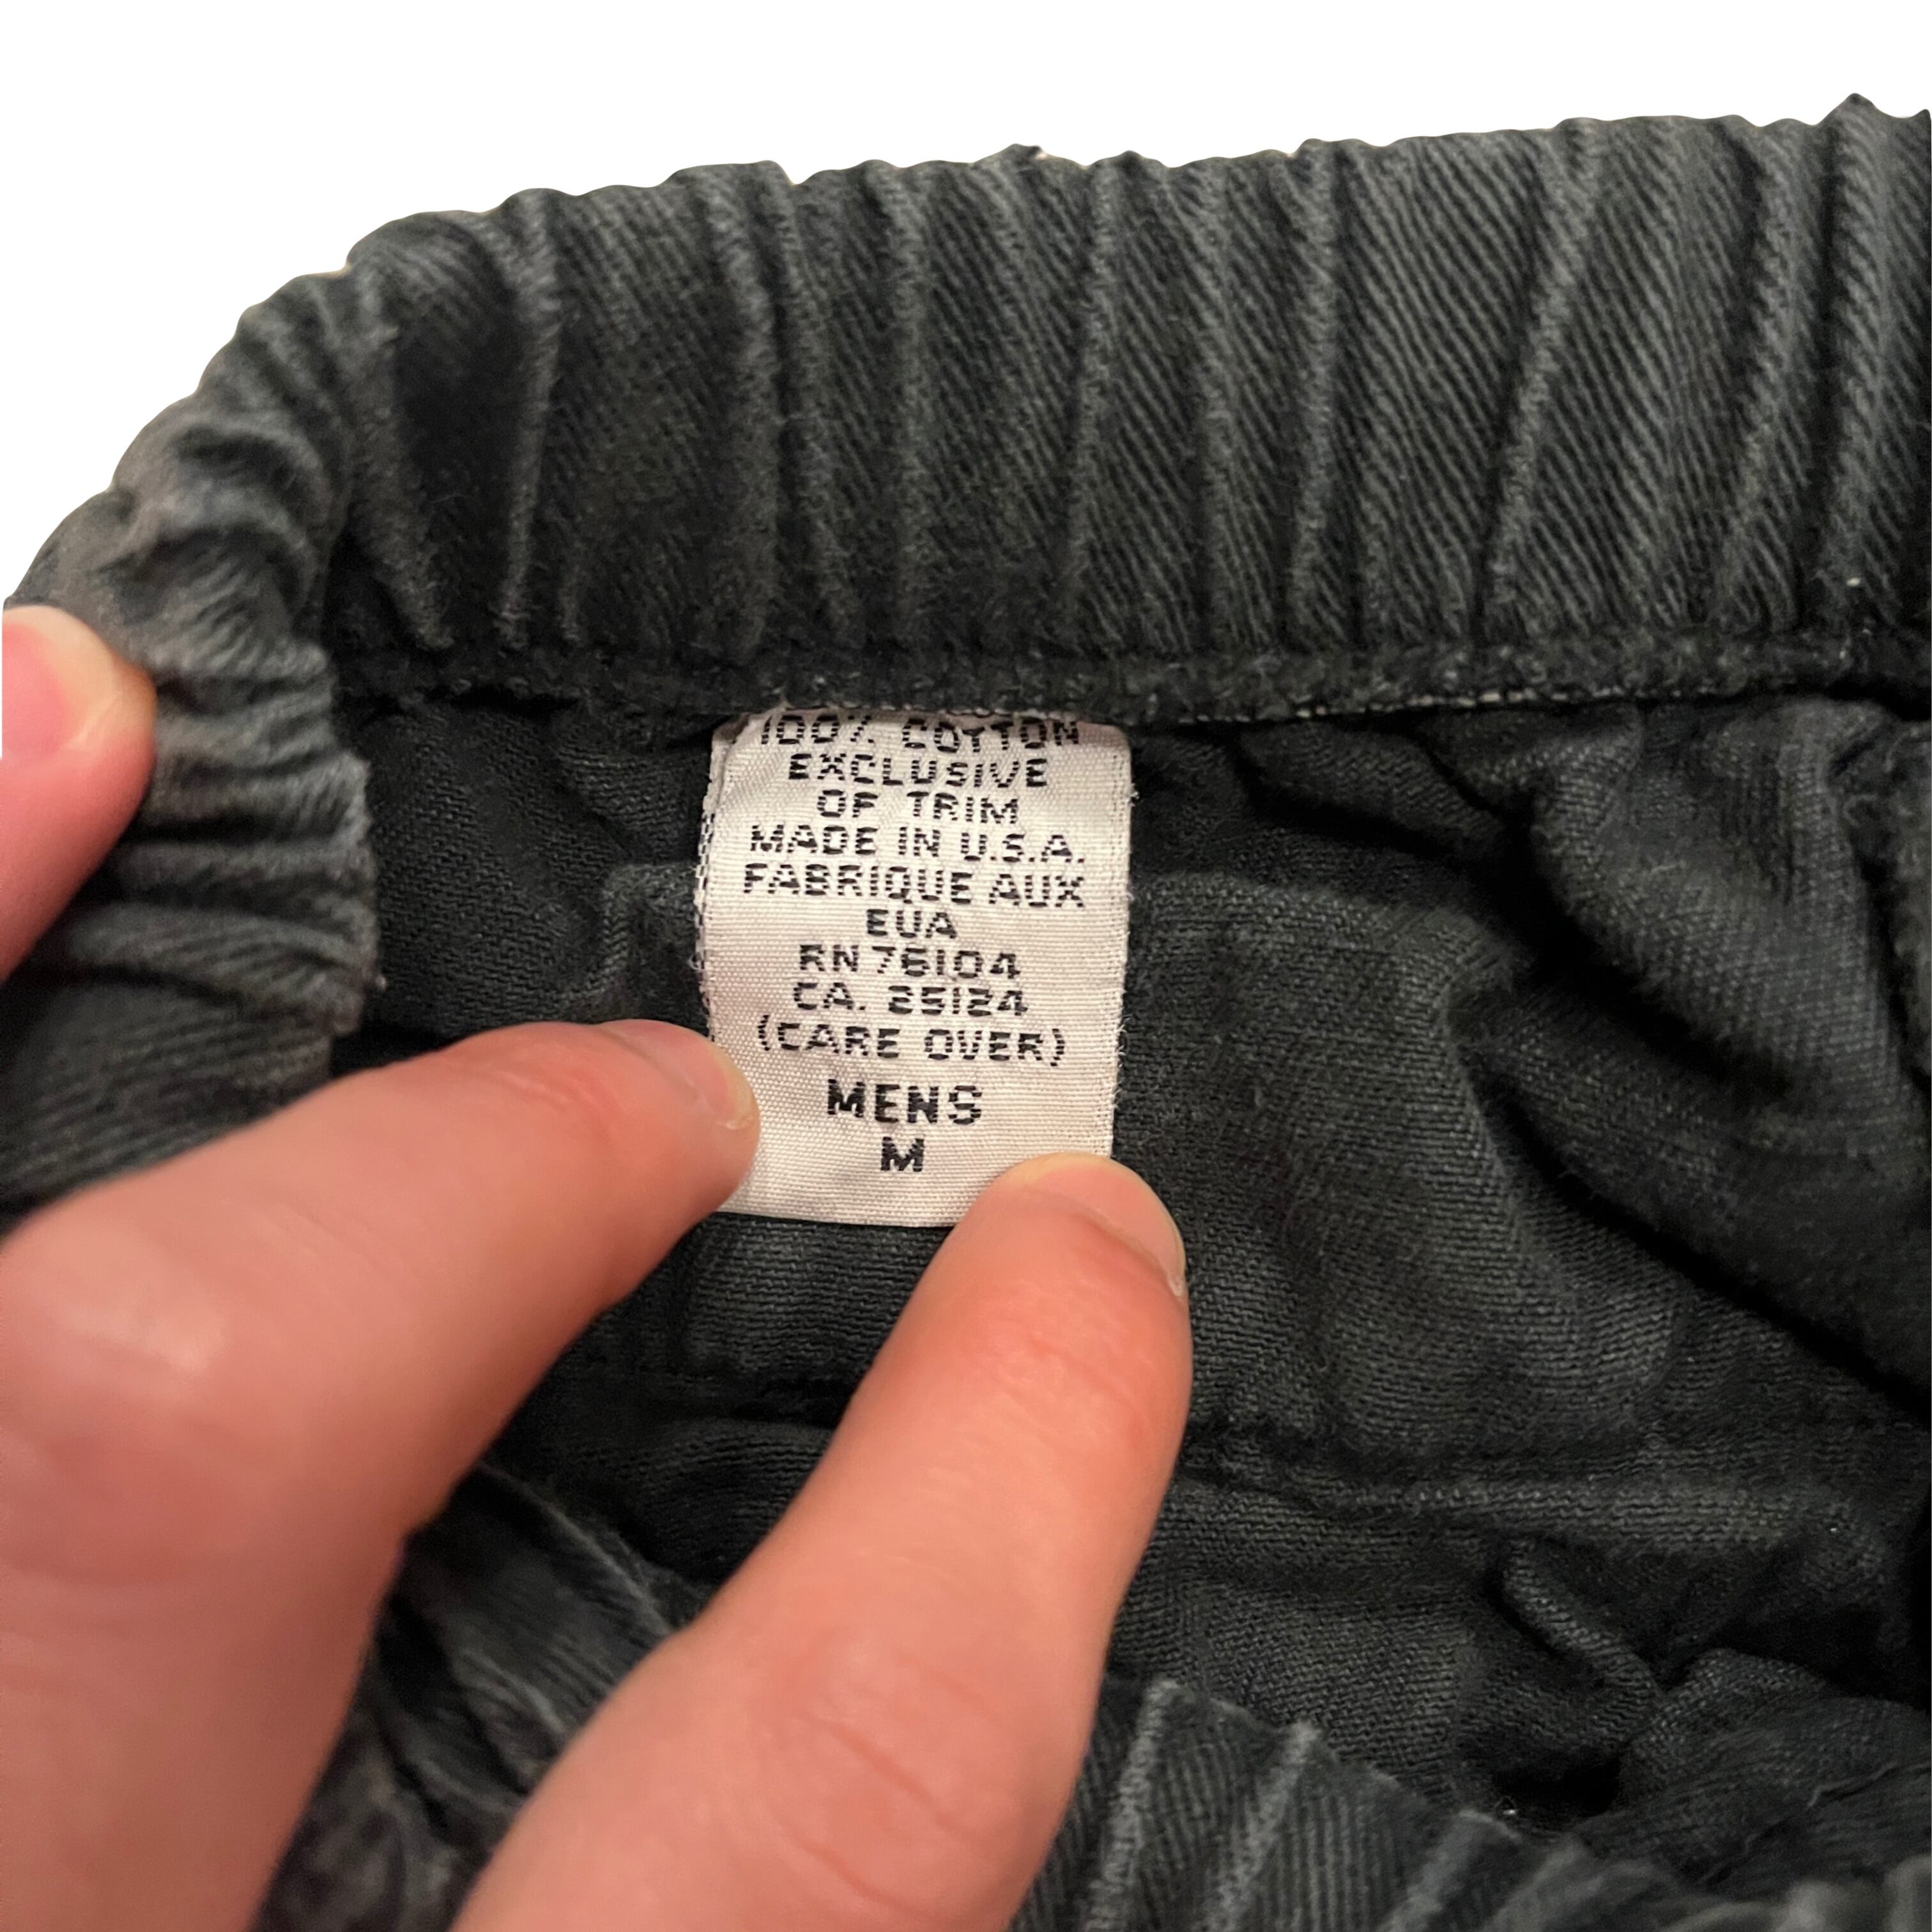 100% COTTON
EXCLUSIVE
OF TRIM
MADE IN U.S.A.
FABRIQUE AUX
EUA
RN 76104
CA. 25124
(CARE OVER)
MENS
M